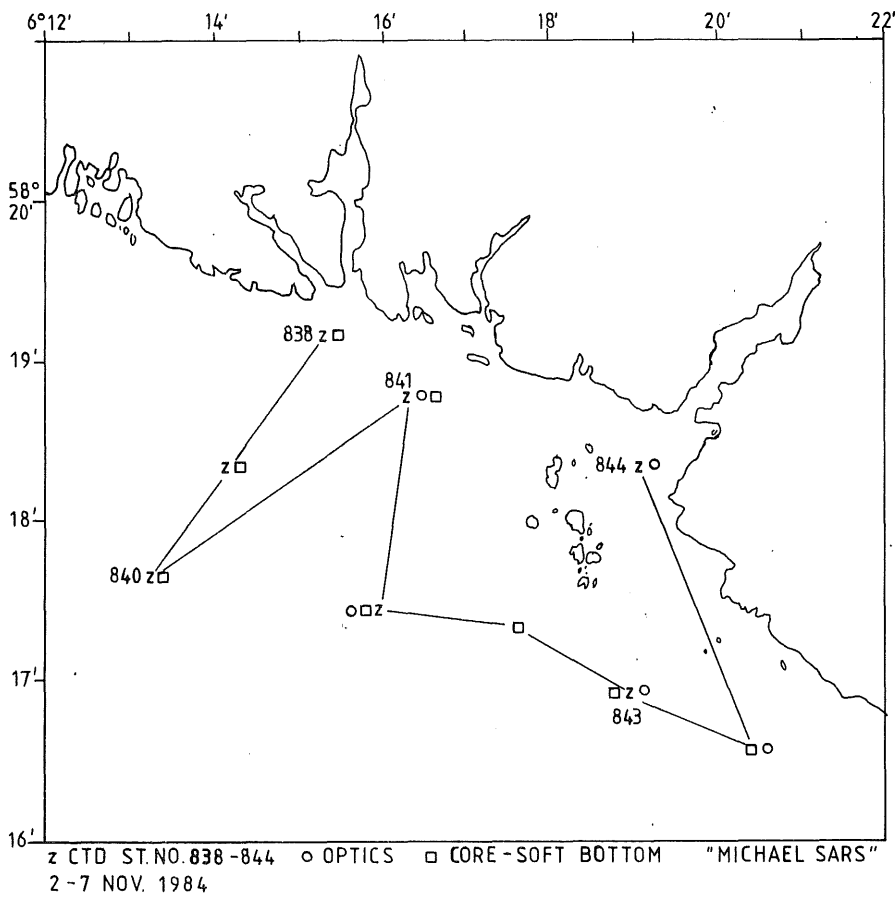 6°12' 14' 16' 18' 20' 22'
58°
20'
838 z
19'
841
z
z
844 z
18'
840 z
z
17'
z
843
16'
z CTD ST.NO. 838-844 ○ OPTICS □ CORE-SOFT BOTTOM "MICHAEL SARS"
2-7 NOV. 1984